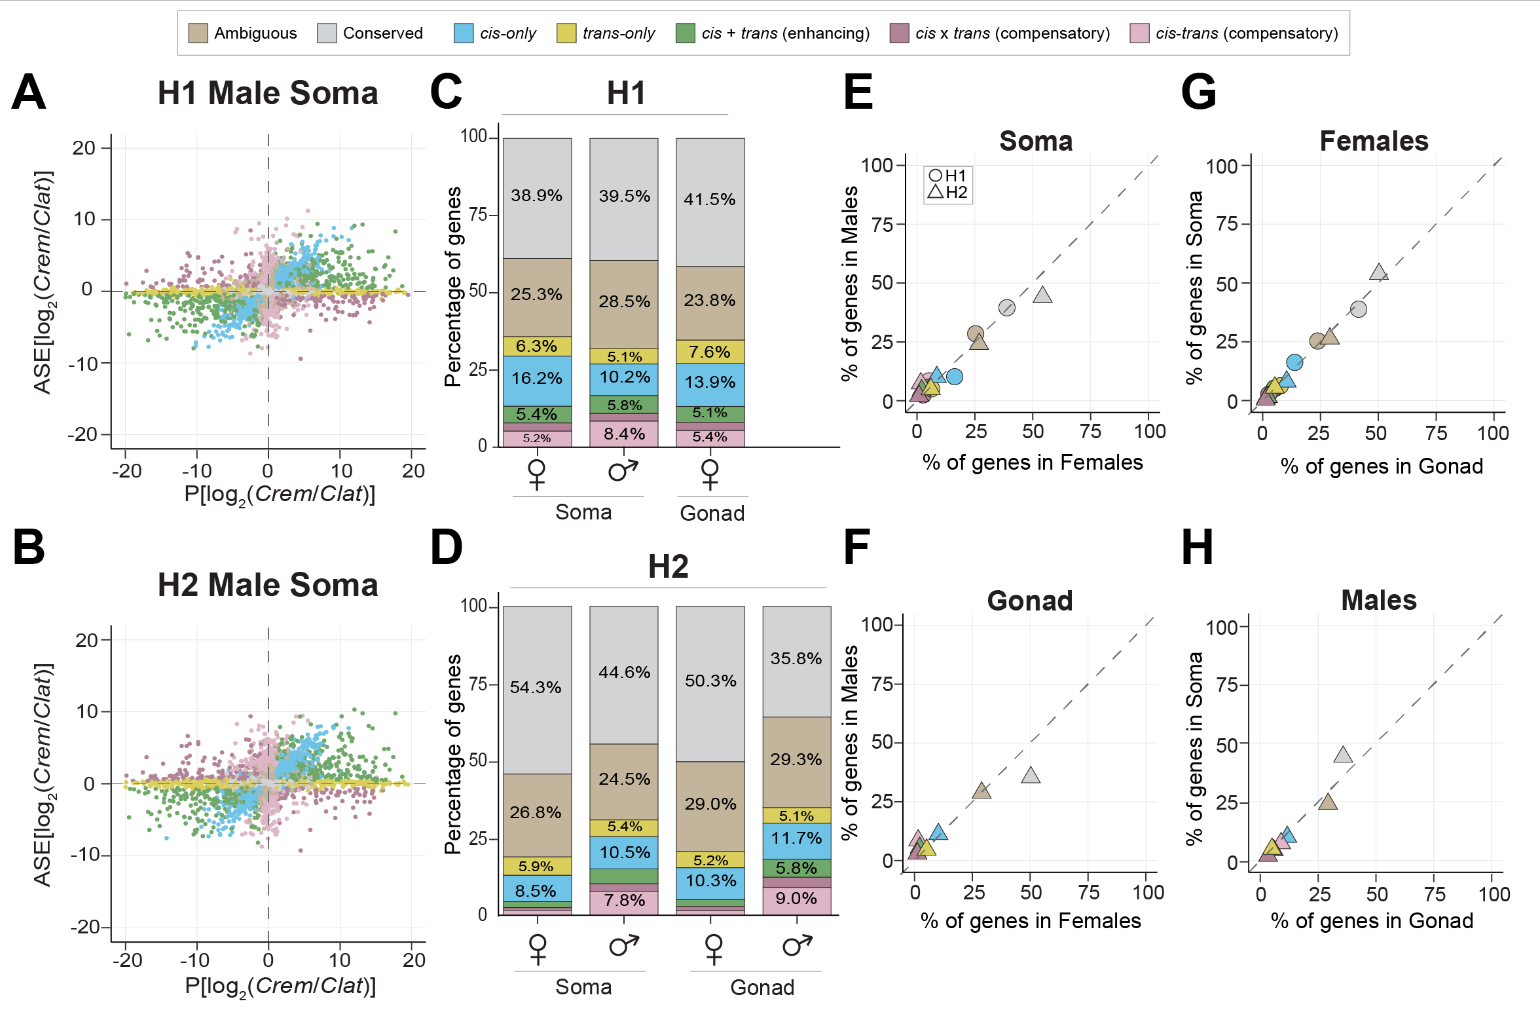 Ambiguous Conserved cis-only trans-only cis + trans (enhancing) cis x trans (compensatory) cis-trans (compensatory)
A
H1 Male Soma
ASE[log2(Crem/Clat)]
20
10
0
-10
-20
-20 -10 0 10 20
P[log2(Crem/Clat)]
B
H2 Male Soma
ASE[log2(Crem/Clat)]
20
10
0
-10
-20
-20 -10 0 10 20
P[log2(Crem/Clat)]
C
H1
Percentage of genes
100
75
50
25
0
38.9% 39.5% 41.5%
25.3% 28.5% 23.8%
6.3% 5.1% 7.6%
16.2% 10.2% 13.9%
5.4% 5.8% 5.1%
5.2% 8.4% 5.4%
♀ ♂ ♀
Soma Gonad
D
H2
Percentage of genes
100
75
50
25
0
54.3% 44.6% 50.3% 35.8%
26.8% 24.5% 29.0% 29.3%
5.9% 5.4% 5.2% 5.1%
8.5% 10.5% 10.3% 11.7%
5.8%
7.8% 9.0%
♀ ♂ ♀ ♂
Soma Gonad
E
Soma
% of genes in Males
100
75
50
25
0
H1
H2
0 25 50 75 100
% of genes in Females
F
Gonad
% of genes in Males
100
75
50
25
0
0 25 50 75 100
% of genes in Females
G
Females
% of genes in Soma
100
75
50
25
0
0 25 50 75 100
% of genes in Gonad
H
Males
% of genes in Soma
100
75
50
25
0
0 25 50 75 100
% of genes in Gonad